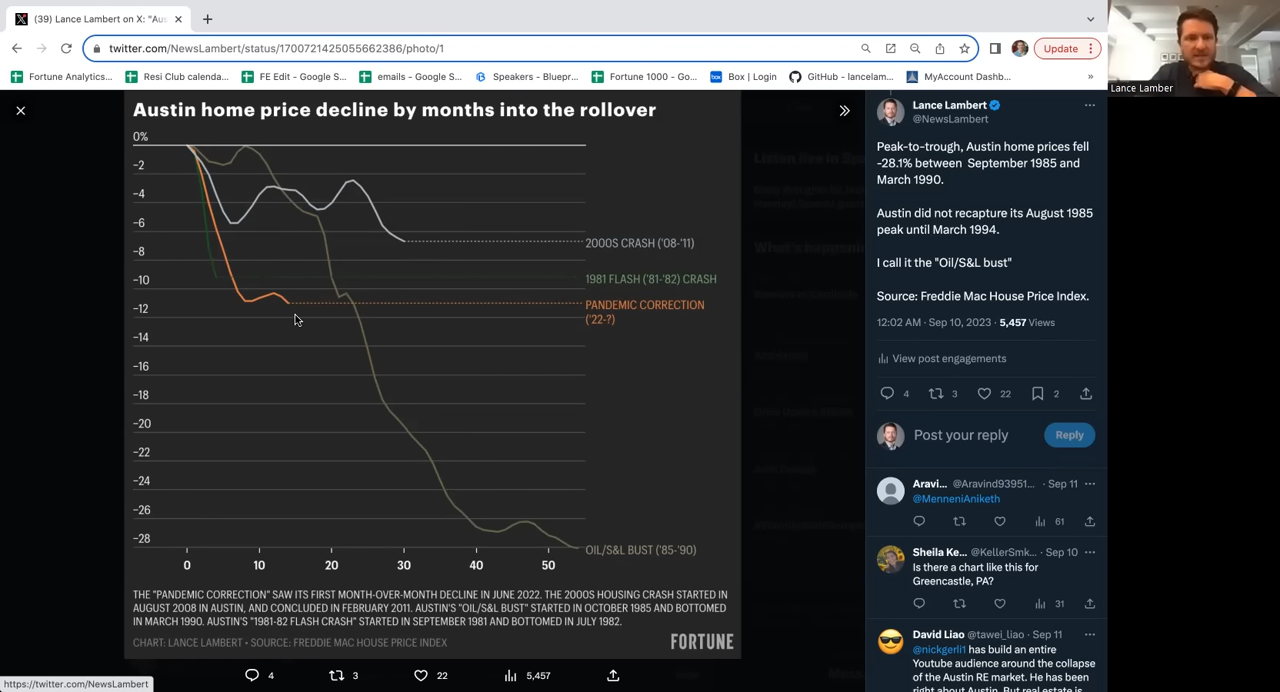 (39) Lance Lambert on X: "Aus
twitter.com/NewsLambert/status/1700721425055662386/photo/1
Update
Fortune Analytics...
Resi Club calenda...
FE Edit - Google S...
emails - Google S...
Speakers - Bluepr...
Fortune 1000 - Go...
Box | Login
GitHub - lancelam...
MyAccount Dashb...
»
Lance Lamber
Austin home price decline by months into the rollover
0%
-2
-4
-6
-8
-10
-12
-14
-16
-18
-20
-22
-24
-26
-28
2000S CRASH ('08-'11)
1981 FLASH ('81-'82) CRASH
PANDEMIC CORRECTION
('22-?)
OIL/S&L BUST ('85-'90)
0 10 20 30 40 50
THE "PANDEMIC CORRECTION" SAW ITS FIRST MONTH-OVER-MONTH DECLINE IN JUNE 2022. THE 2000S HOUSING CRASH STARTED IN
AUGUST 2008 IN AUSTIN, AND CONCLUDED IN FEBRUARY 2011. AUSTIN'S "OIL/S&L BUST" STARTED IN OCTOBER 1985 AND BOTTOMED
IN MARCH 1990. AUSTIN'S "1981-82 FLASH CRASH" STARTED IN SEPTEMBER 1981 AND BOTTOMED IN JULY 1982.
CHART: LANCE LAMBERT • SOURCE: FREDDIE MAC HOUSE PRICE INDEX
FORTUNE
4 3 22 5,457
https://twitter.com/NewsLambert
Lance Lambert
@NewsLambert
Peak-to-trough, Austin home prices fell
-28.1% between September 1985 and
March 1990.
Austin did not recapture its August 1985
peak until March 1994.
I call it the "Oil/S&L bust"
Source: Freddie Mac House Price Index.
12:02 AM · Sep 10, 2023 · 5,457 Views
View post engagements
4 3 22 2
Post your reply
Reply
Aravi... @Aravind93951... · Sep 11
@MenneniAniketh
61
Sheila Ke... @KellerSmk... · Sep 10
Is there a chart like this for
Greencastle, PA?
31
David Liao @tawei_liao · Sep 11
@nickgerli1 has build an entire
Youtube audience around the collapse
of the Austin RE market. He has been
right about Austin. But real estate is